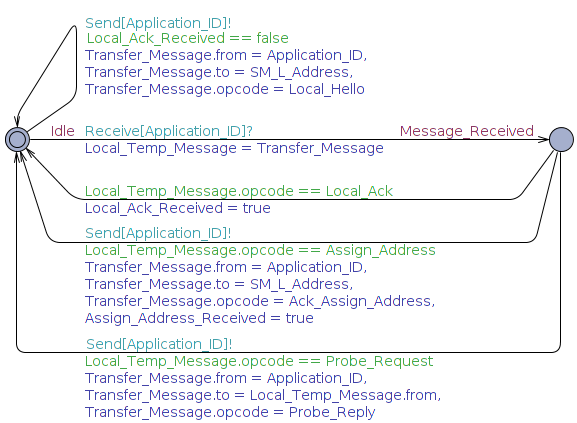 Send[Application_ID]!
Local_Ack_Received == false
Transfer_Message.from = Application_ID,
Transfer_Message.to = SM_L_Address,
Transfer_Message.opcode = Local_Hello
Idle Receive[Application_ID]? Message_Received
Local_Temp_Message = Transfer_Message
Local_Temp_Message.opcode == Local_Ack
Local_Ack_Received = true
Send[Application_ID]!
Local_Temp_Message.opcode == Assign_Address
Transfer_Message.from = Application_ID,
Transfer_Message.to = SM_L_Address,
Transfer_Message.opcode = Ack_Assign_Address,
Assign_Address_Received = true
Send[Application_ID]!
Local_Temp_Message.opcode == Probe_Request
Transfer_Message.from = Application_ID,
Transfer_Message.to = Local_Temp_Message.from,
Transfer_Message.opcode = Probe_Reply